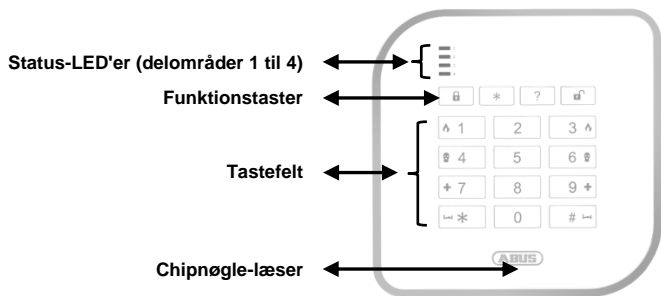 Status-LED'er (delområder 1 til 4)
Funktionstaster
* ?
1 2 3
Tastefelt
4 5 6
7 8 9
* 0 #
Chipnøgle-læser
ABUS